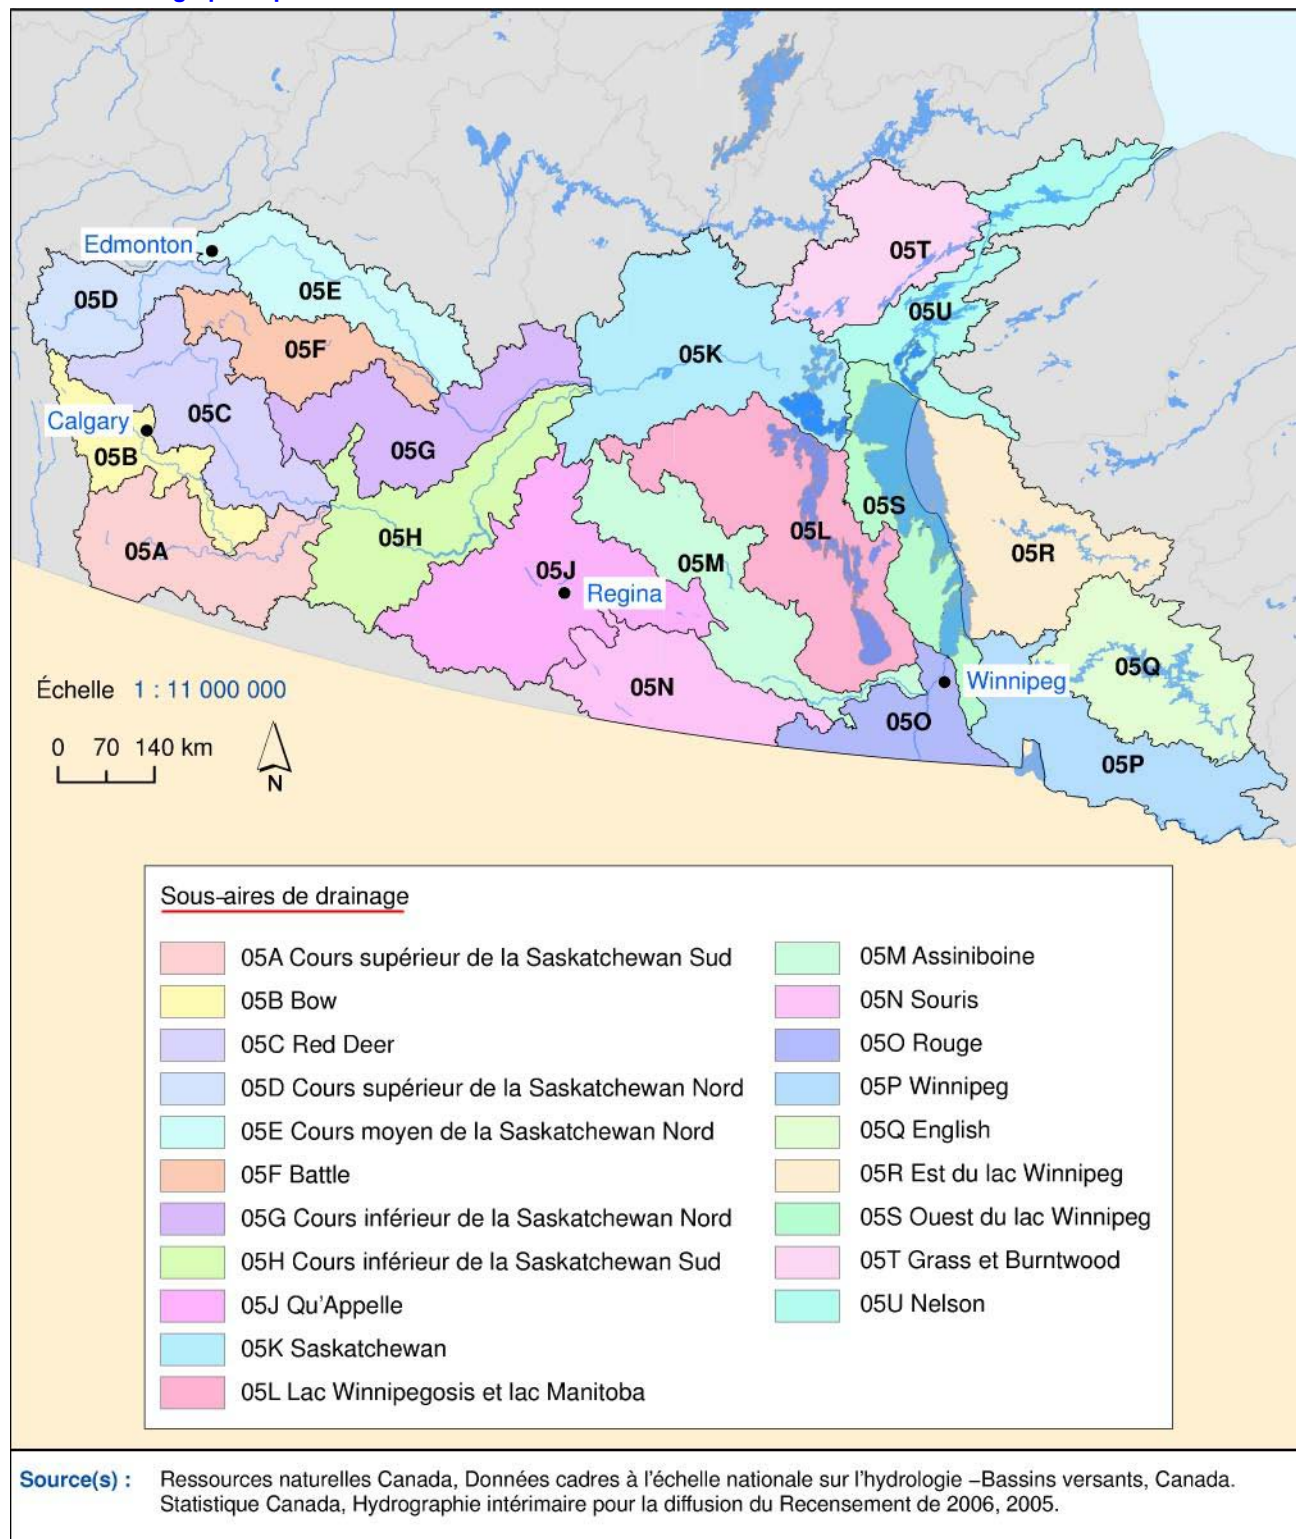 Edmonton
05T
05D
05E
05U
05F
05K
Calgary
05C
05B
05G
05S
05H
05L
05A
05M
05R
05J
Regina
05Q
Échelle 1 : 11 000 000
05N
Winnipeg
05O
0 70 140 km
N
05P
Sous-aires de drainage
05A Cours supérieur de la Saskatchewan Sud
05B Bow
05C Red Deer
05D Cours supérieur de la Saskatchewan Nord
05E Cours moyen de la Saskatchewan Nord
05F Battle
05G Cours inférieur de la Saskatchewan Nord
05H Cours inférieur de la Saskatchewan Sud
05J Qu'Appelle
05K Saskatchewan
05L Lac Winnipegosis et lac Manitoba
05M Assiniboine
05N Souris
05O Rouge
05P Winnipeg
05Q English
05R Est du lac Winnipeg
05S Ouest du lac Winnipeg
05T Grass et Burntwood
05U Nelson
Source(s) : Ressources naturelles Canada, Données cadres à l'échelle nationale sur l'hydrologie –Bassins versants, Canada.
Statistique Canada, Hydrographie intérimaire pour la diffusion du Recensement de 2006, 2005.